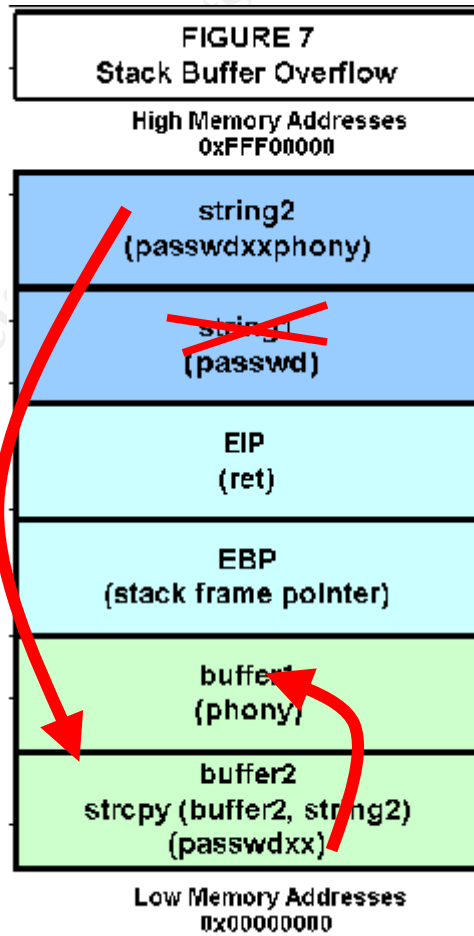 FIGURE 7
Stack Buffer Overflow
High Memory Addresses
0xFFF00000
string2
(passwdxxphony)
string1
(passwd)
EIP
(ret)
EBP
(stack frame pointer)
buffer1
(phony)
buffer2
strcpy (buffer2, string2)
(passwdxx)
Low Memory Addresses
0x00000000